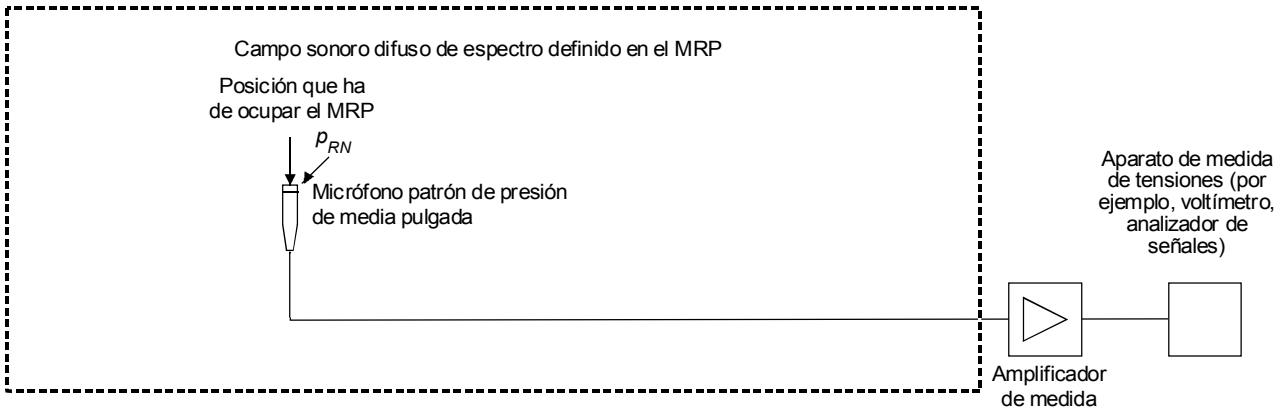 Campo sonoro difuso de espectro definido en el MRP
Posición que ha
de ocupar el MRP
p_RN
Micrófono patrón de presión
de media pulgada
Aparato de medida
de tensiones (por
ejemplo, voltímetro,
analizador de
señales)
Amplificador
de medida